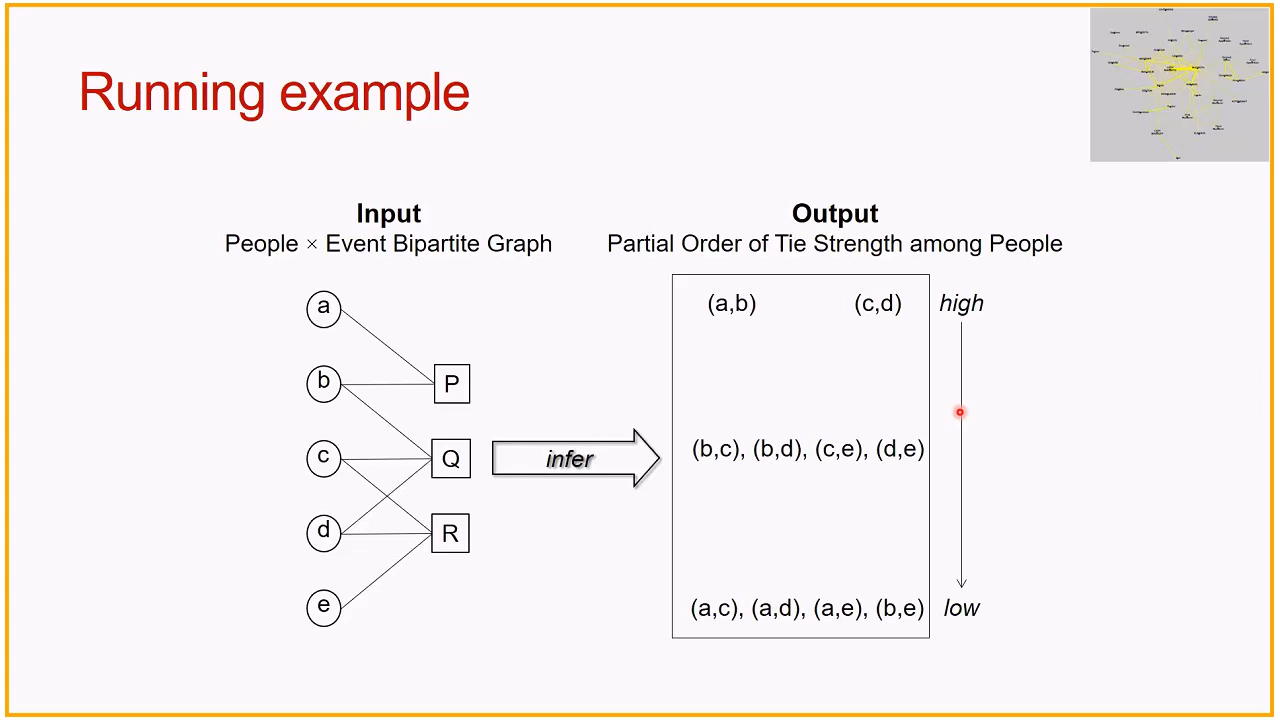 Running example
Input
People × Event Bipartite Graph
a
b
c
d
e
P
Q
R
infer
Output
Partial Order of Tie Strength among People
(a,b) (c,d) high
(b,c), (b,d), (c,e), (d,e)
(a,c), (a,d), (a,e), (b,e) low